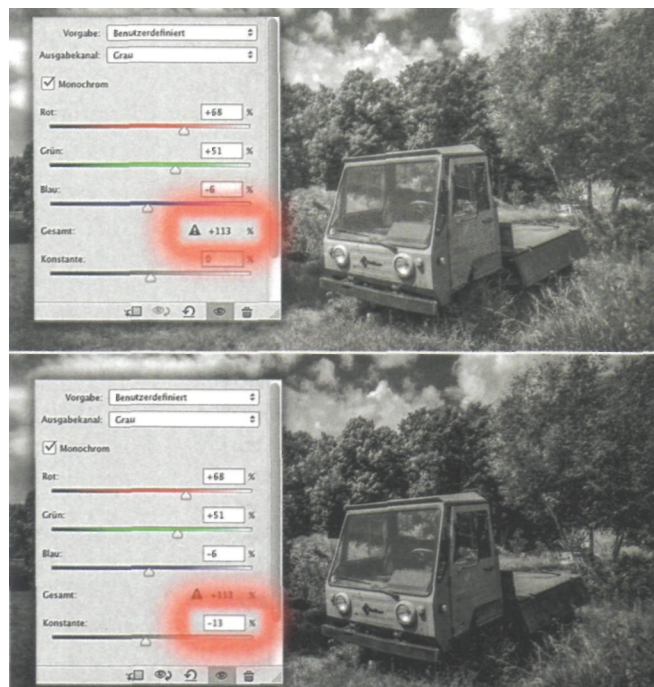 Vorgabe: Benutzerdefiniert
Ausgabekanal: Grau
Monochrom
Rot: +68 %
Grün: +51 %
Blau: -6 %
Gesamt: +113 %
Konstante: 0 %
Vorgabe: Benutzerdefiniert
Ausgabekanal: Grau
Monochrom
Rot: +68 %
Grün: +51 %
Blau: -6 %
Gesamt: +113 %
Konstante: -13 %